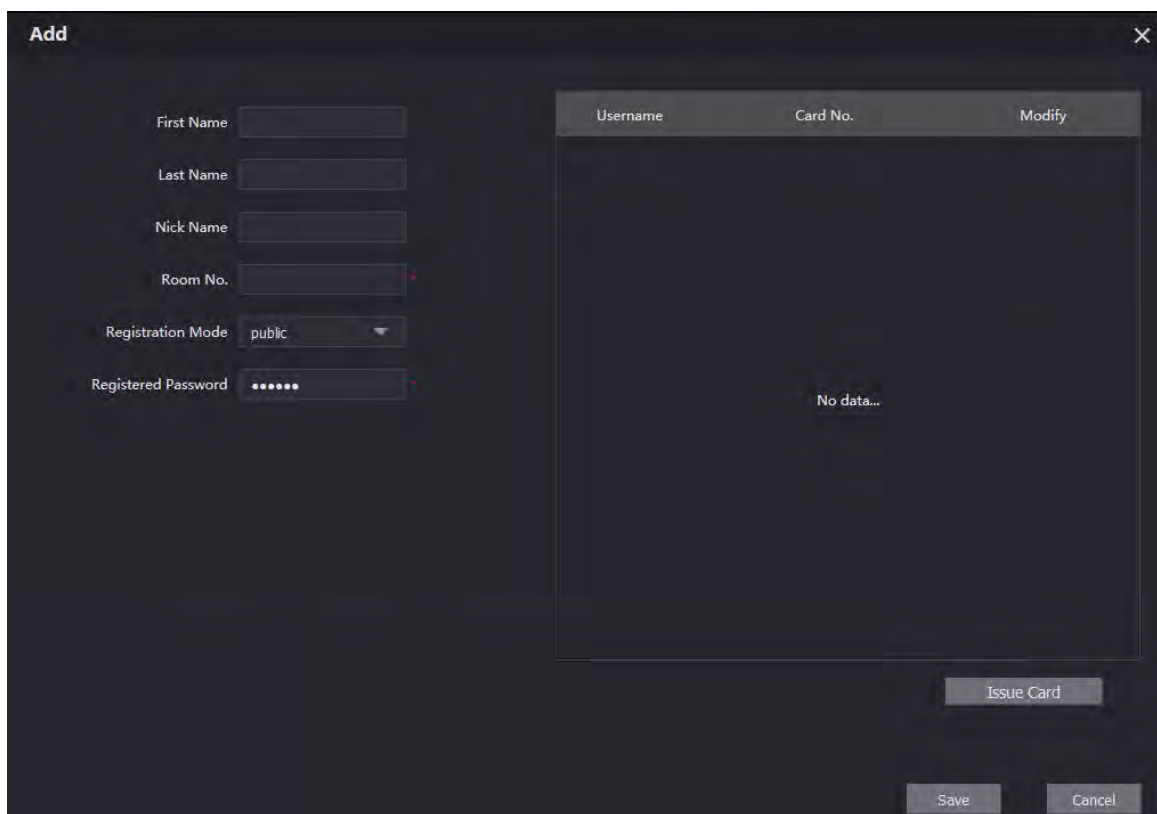 Add
First Name
Last Name
Nick Name
Room No. *
Registration Mode public
Registered Password •••••• *
Username Card No. Modify
No data...
Issue Card
Save Cancel